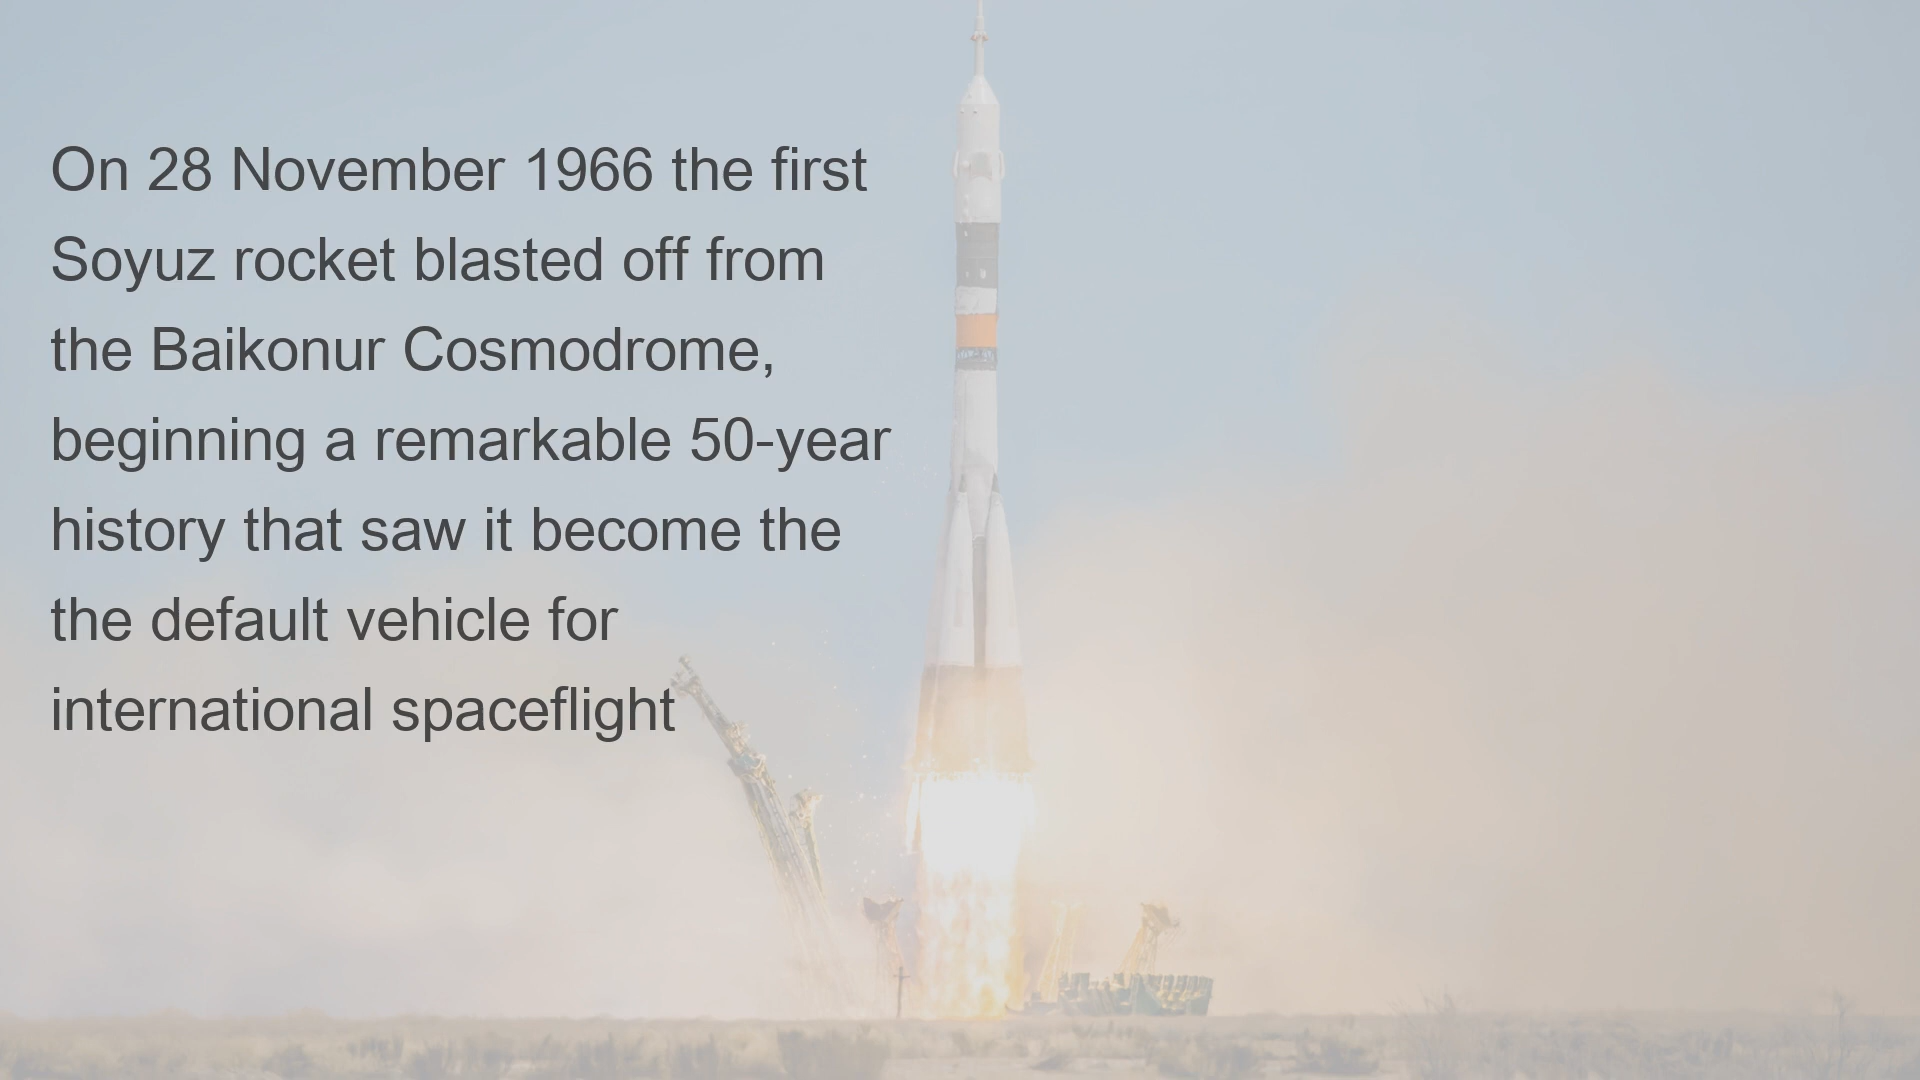 On 28 November 1966 the first
Soyuz rocket blasted off from
the Baikonur Cosmodrome,
beginning a remarkable 50-year
history that saw it become the
the default vehicle for
international spaceflight